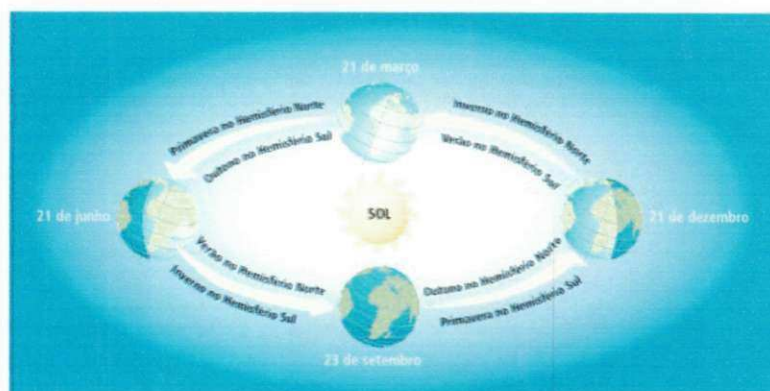 21 de março
Primavera no Hemisfério Norte
Outono no Hemisfério Sul
Inverno no Hemisfério Norte
Verão no Hemisfério Sul
21 de junho
SOL
21 de dezembro
Verão no Hemisfério Norte
Inverno no Hemisfério Sul
Outono no Hemisfério Norte
Primavera no Hemisfério Sul
23 de setembro